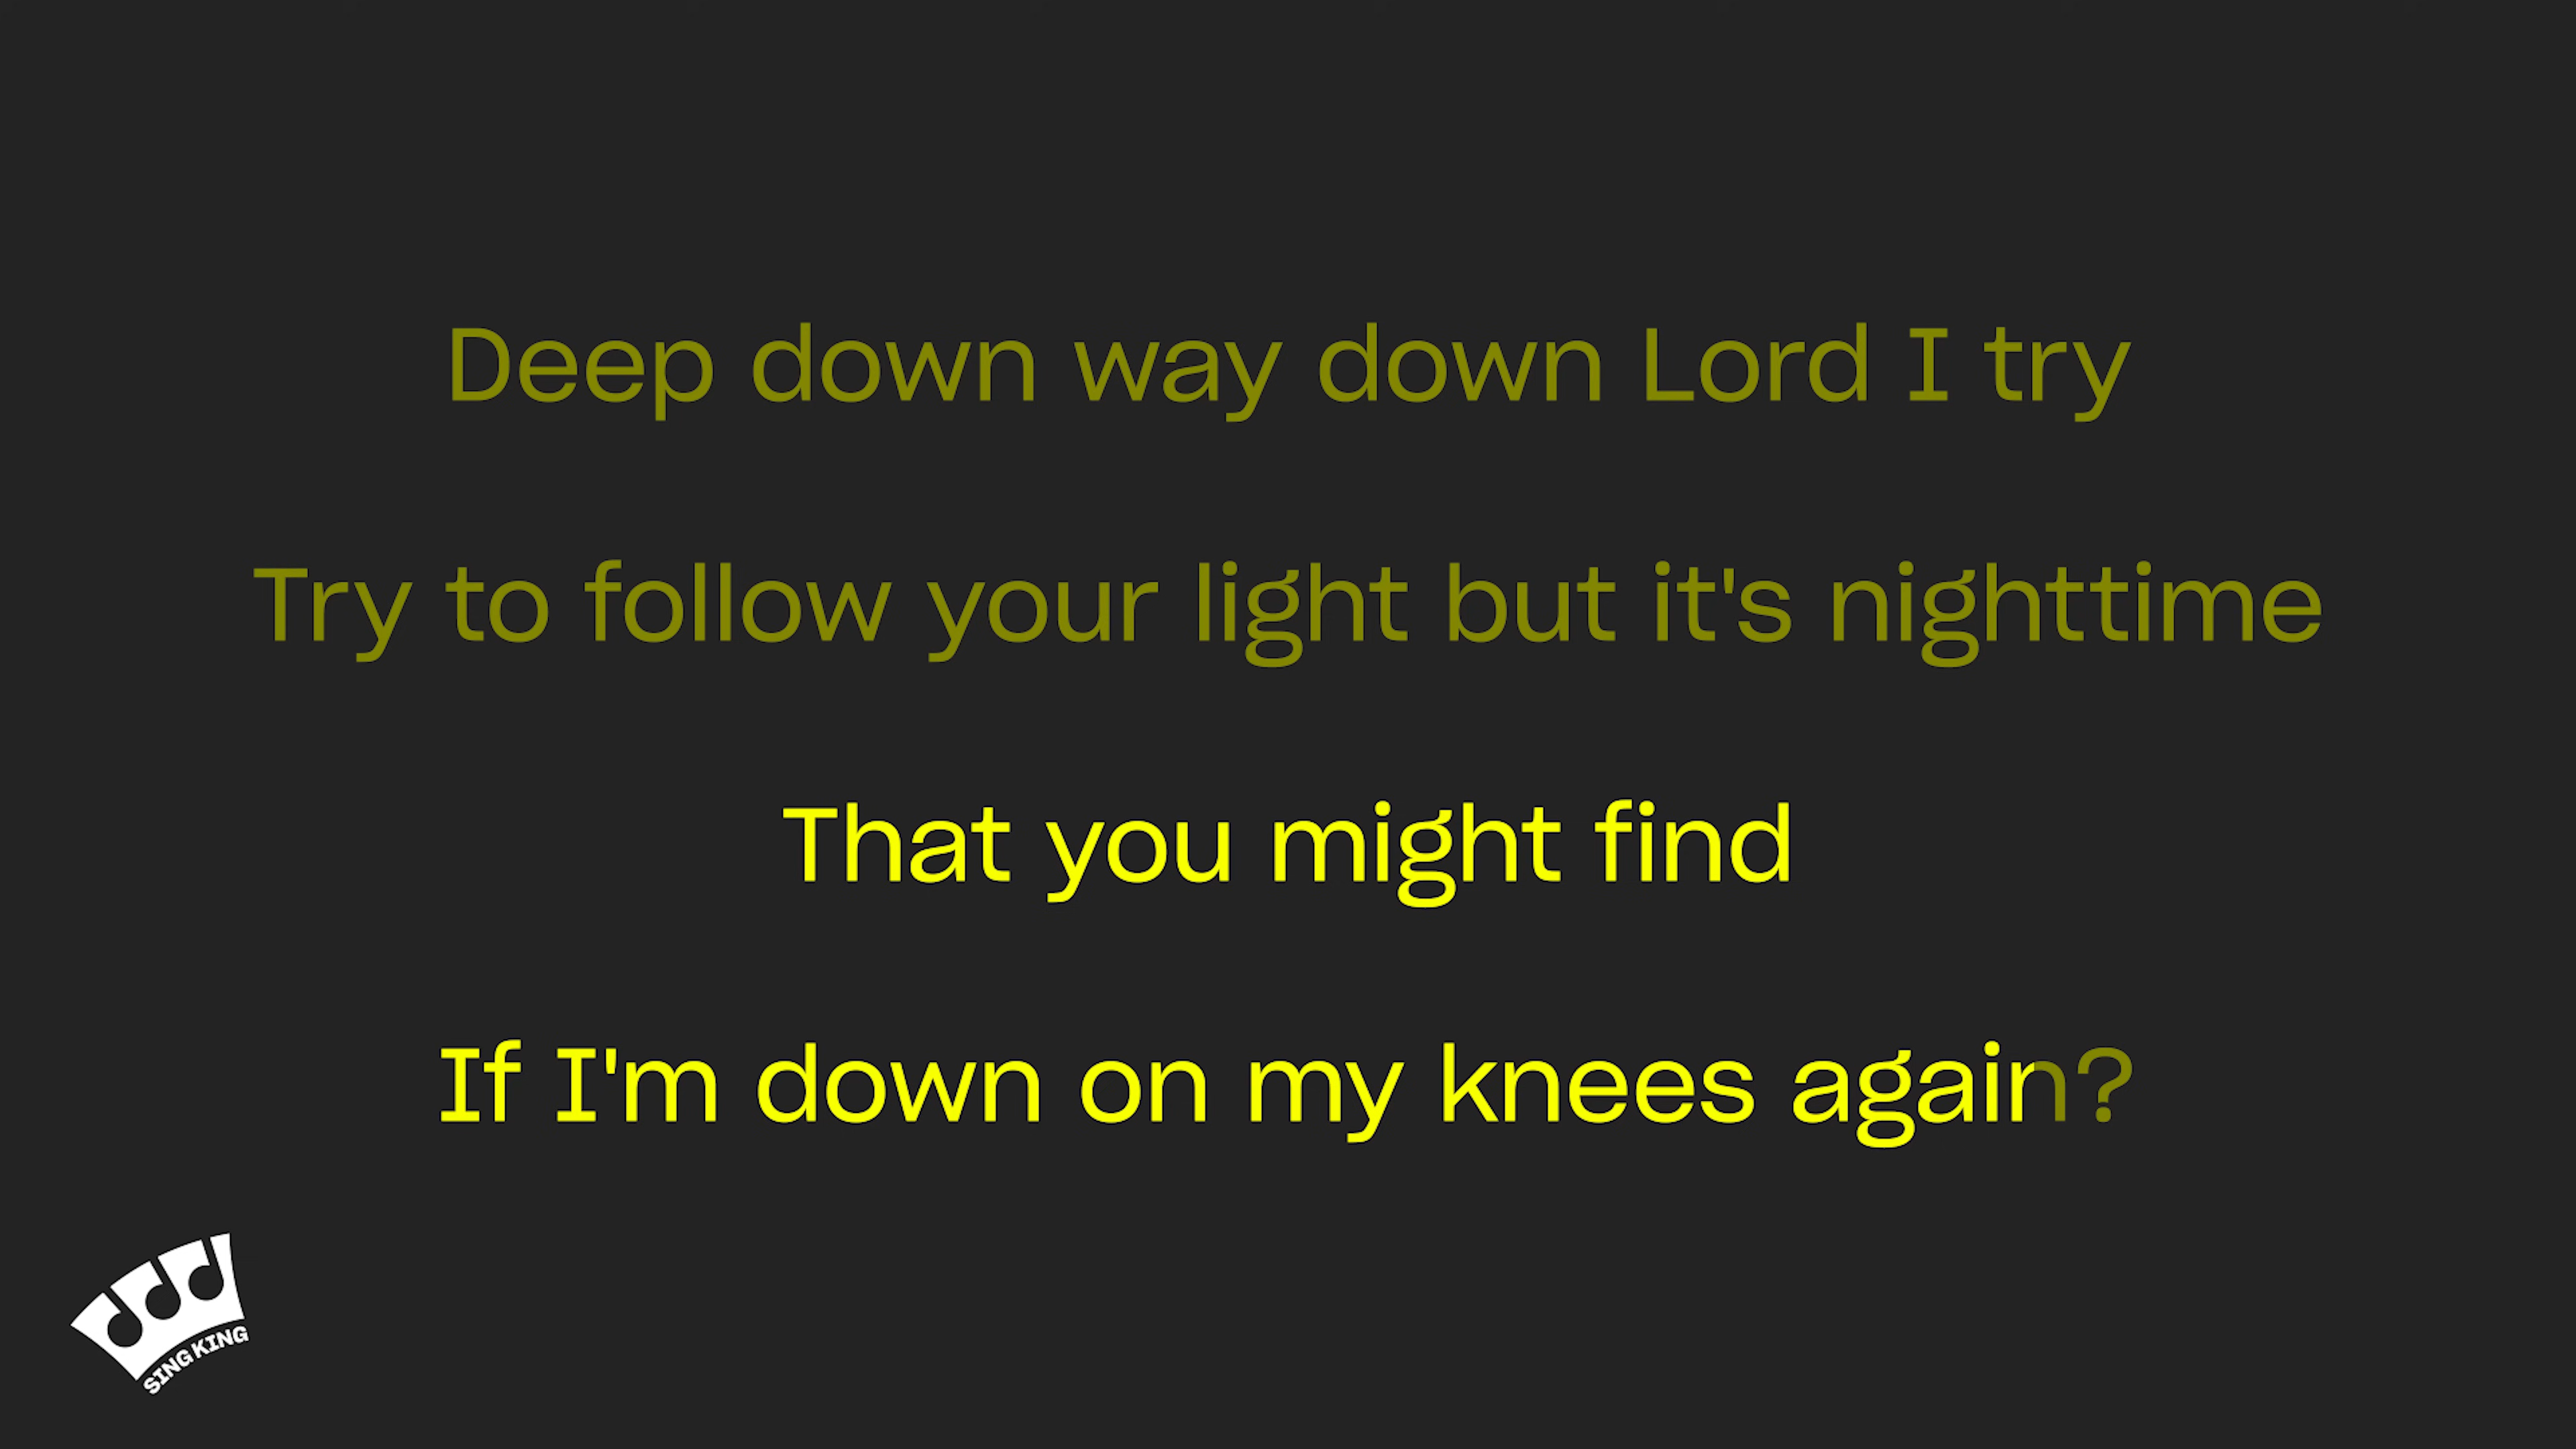 Deep down way down Lord I try
Try to follow your light but it's nighttime
That you might find
If I'm down on my knees again?
SING KING